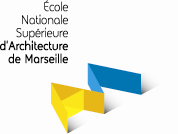 École
Nationale
Supérieure
d'Architecture
de Marseille